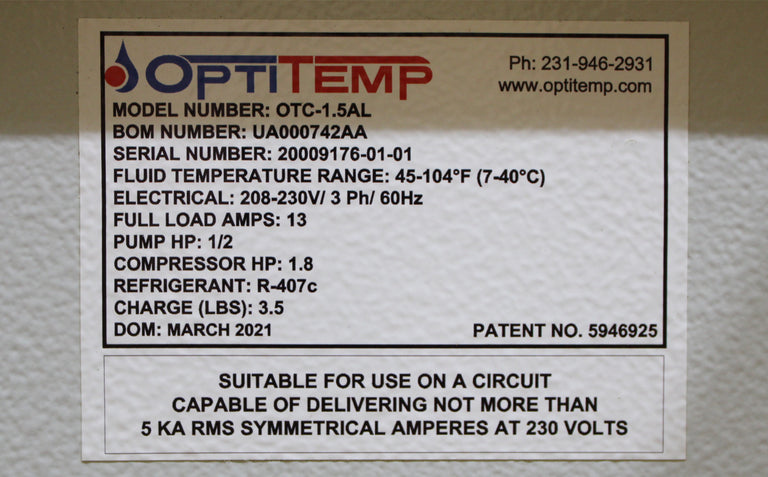 OPTITEMP
Ph: 231-946-2931
www.optitemp.com
MODEL NUMBER: OTC-1.5AL
BOM NUMBER: UA000742AA
SERIAL NUMBER: 20009176-01-01
FLUID TEMPERATURE RANGE: 45-104°F (7-40°C)
ELECTRICAL: 208-230V/ 3 Ph/ 60Hz
FULL LOAD AMPS: 13
PUMP HP: 1/2
COMPRESSOR HP: 1.8
REFRIGERANT: R-407c
CHARGE (LBS): 3.5
DOM: MARCH 2021
PATENT NO. 5946925
SUITABLE FOR USE ON A CIRCUIT
CAPABLE OF DELIVERING NOT MORE THAN
5 KA RMS SYMMETRICAL AMPERES AT 230 VOLTS